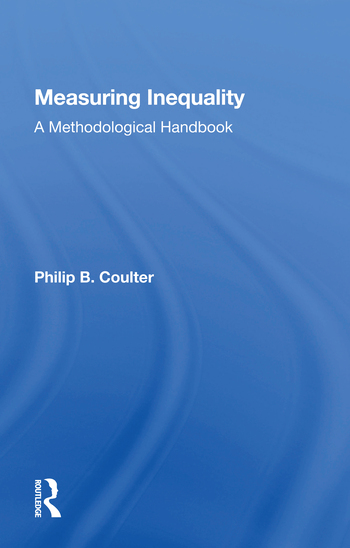 Measuring Inequality
A Methodological Handbook
Philip B. Coulter
ROUTLEDGE